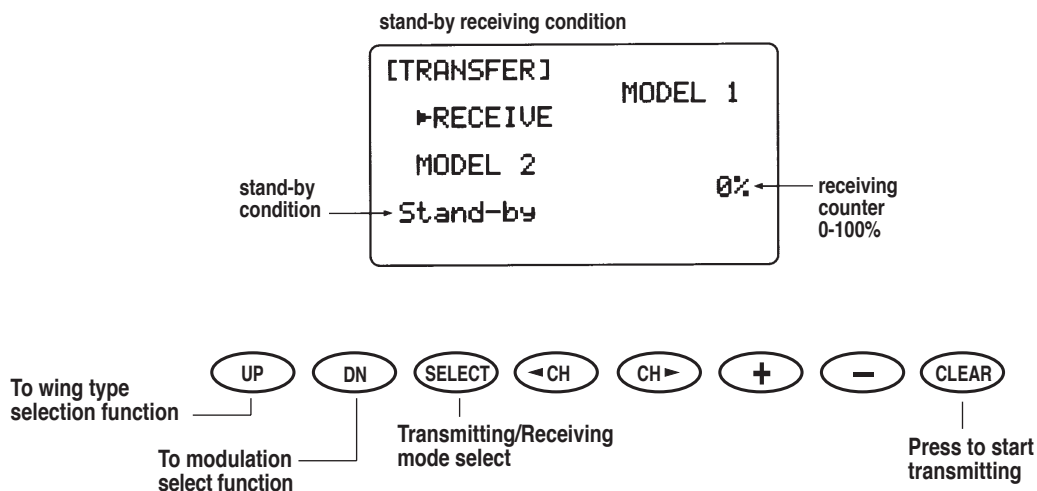 stand-by receiving condition
[TRANSFER]
MODEL 1
▶RECEIVE
MODEL 2
0%
Stand-by
stand-by
condition
receiving
counter
0-100%
UP
DN
SELECT
◄CH
CH►
+
−
CLEAR
To wing type
selection function
To modulation
select function
Transmitting/Receiving
mode select
Press to start
transmitting